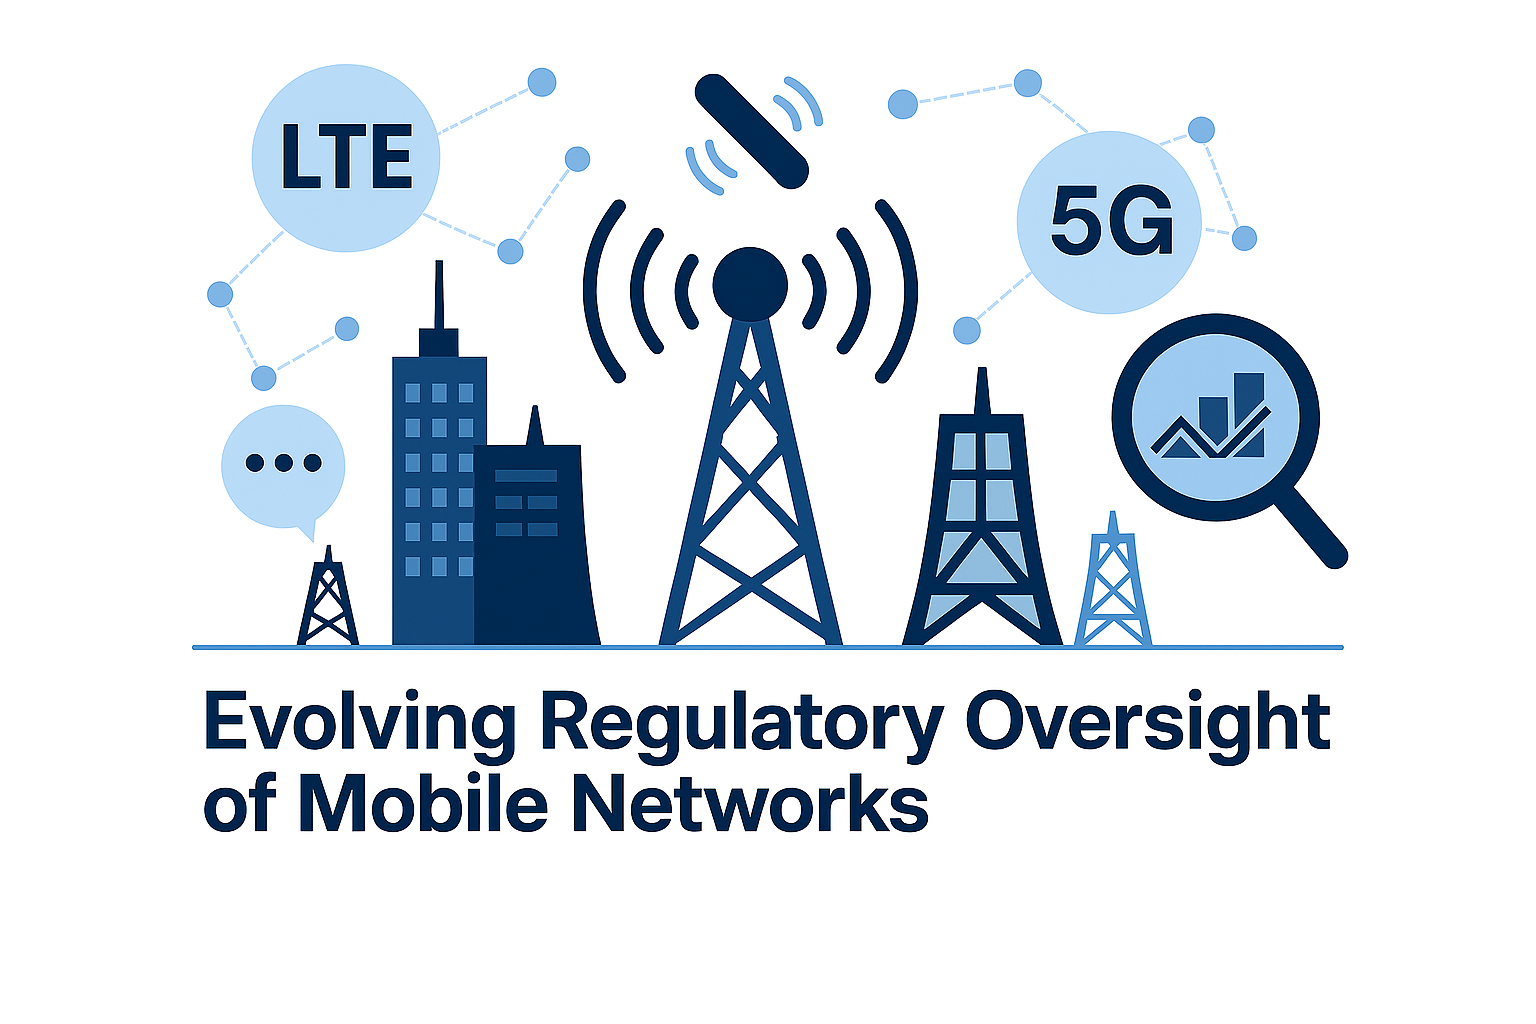 LTE
5G
Evolving Regulatory Oversight
of Mobile Networks